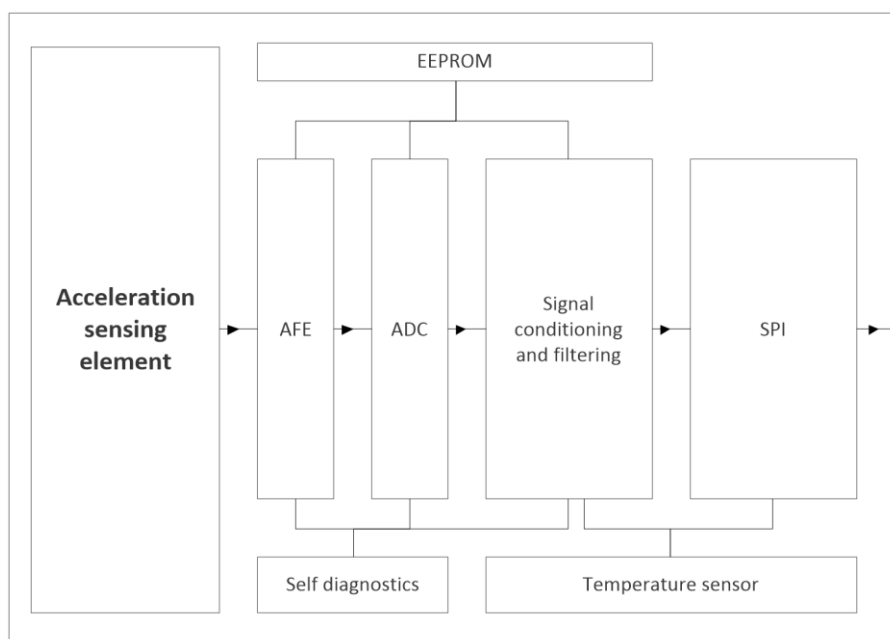 EEPROM
Acceleration
sensing
element
AFE
ADC
Signal
conditioning
and filtering
SPI
Self diagnostics
Temperature sensor